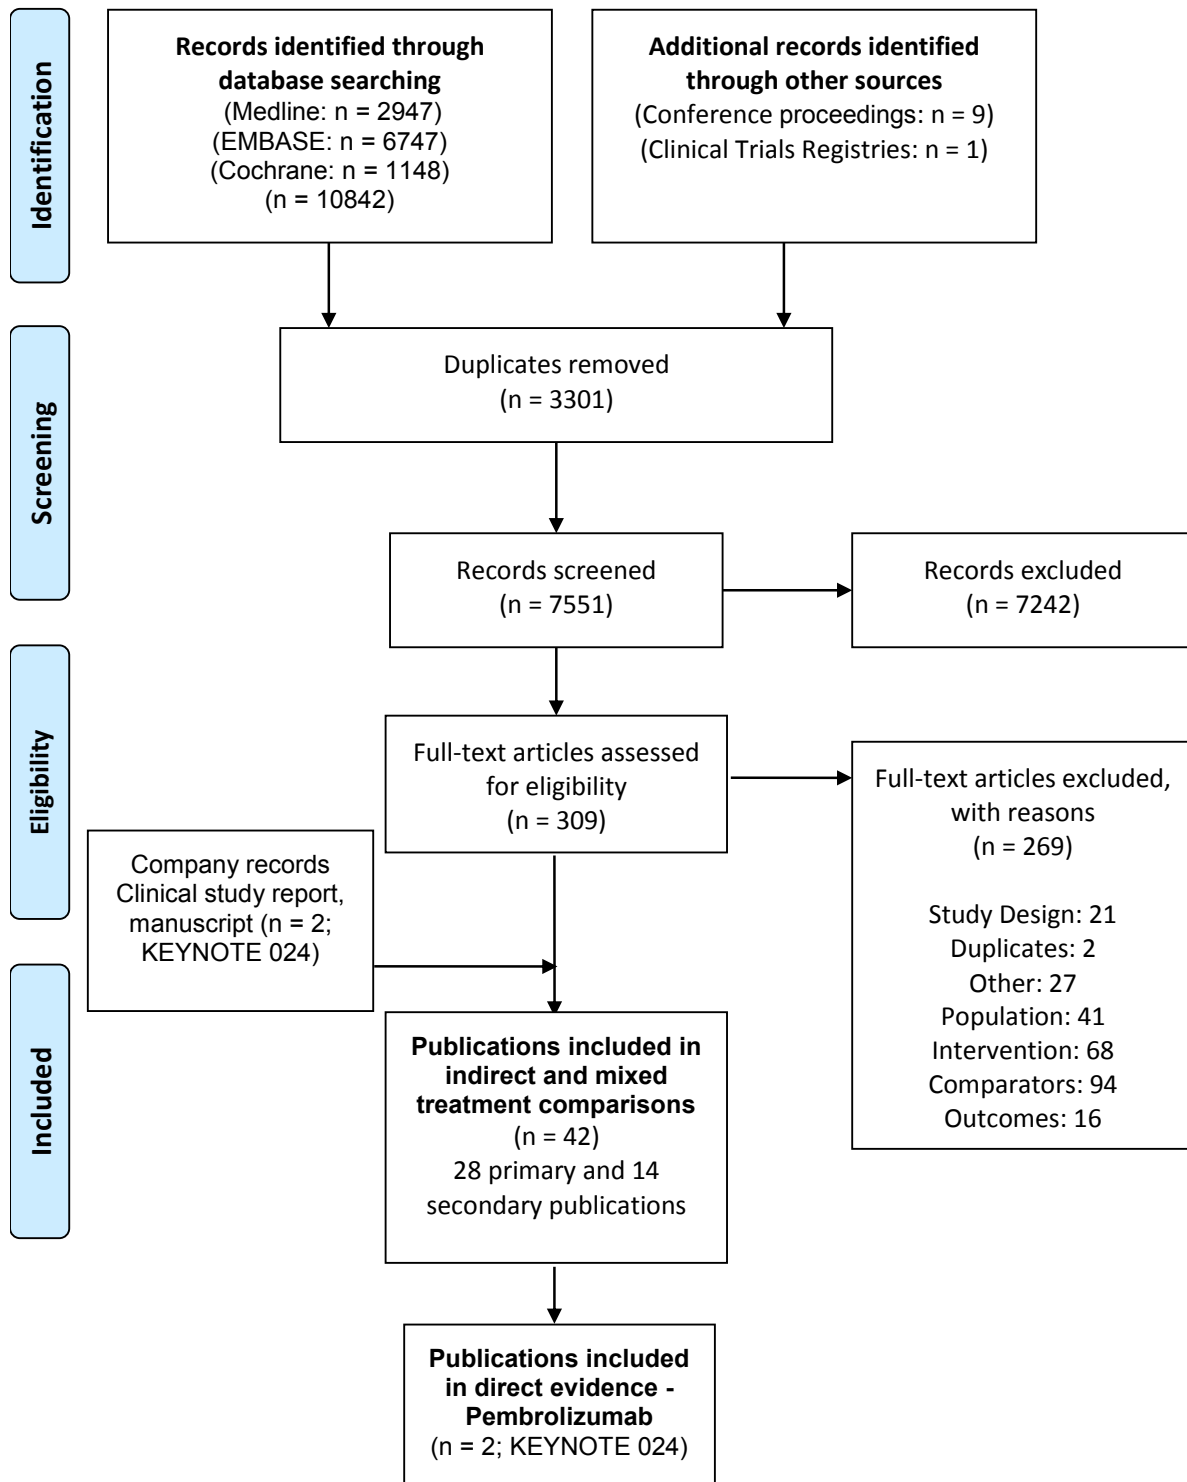 Identification
Records identified through
database searching
(Medline: n = 2947)
(EMBASE: n = 6747)
(Cochrane: n = 1148)
(n = 10842)
Additional records identified
through other sources
(Conference proceedings: n = 9)
(Clinical Trials Registries: n = 1)
Screening
Duplicates removed
(n = 3301)
Records screened
(n = 7551)
Records excluded
(n = 7242)
Eligibility
Full-text articles assessed
for eligibility
(n = 309)
Full-text articles excluded,
with reasons
(n = 269)
Study Design: 21
Duplicates: 2
Other: 27
Population: 41
Intervention: 68
Comparators: 94
Outcomes: 16
Company records
Clinical study report,
manuscript (n = 2;
KEYNOTE 024)
Included
Publications included in
indirect and mixed
treatment comparisons
(n = 42)
28 primary and 14
secondary publications
Publications included
in direct evidence -
Pembrolizumab
(n = 2; KEYNOTE 024)